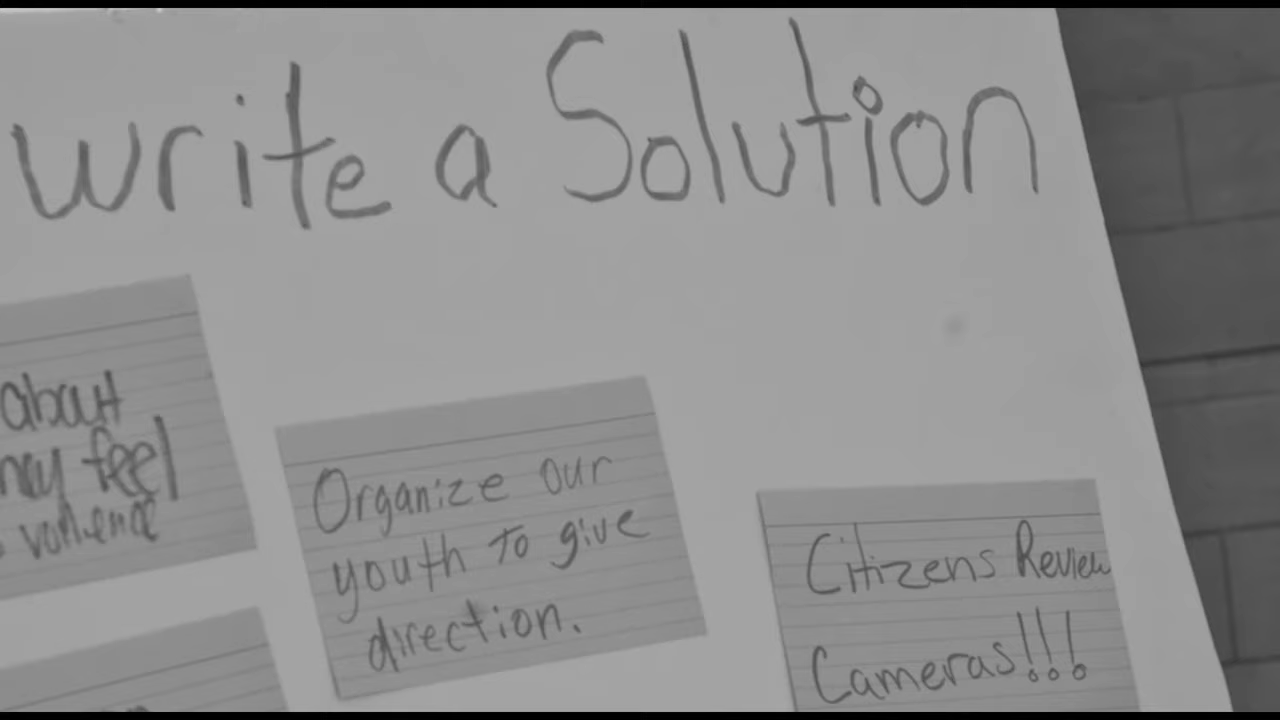 write a Solution
about
feel
Organize our
youth to give
direction.
Citizens Review
Cameras!!!